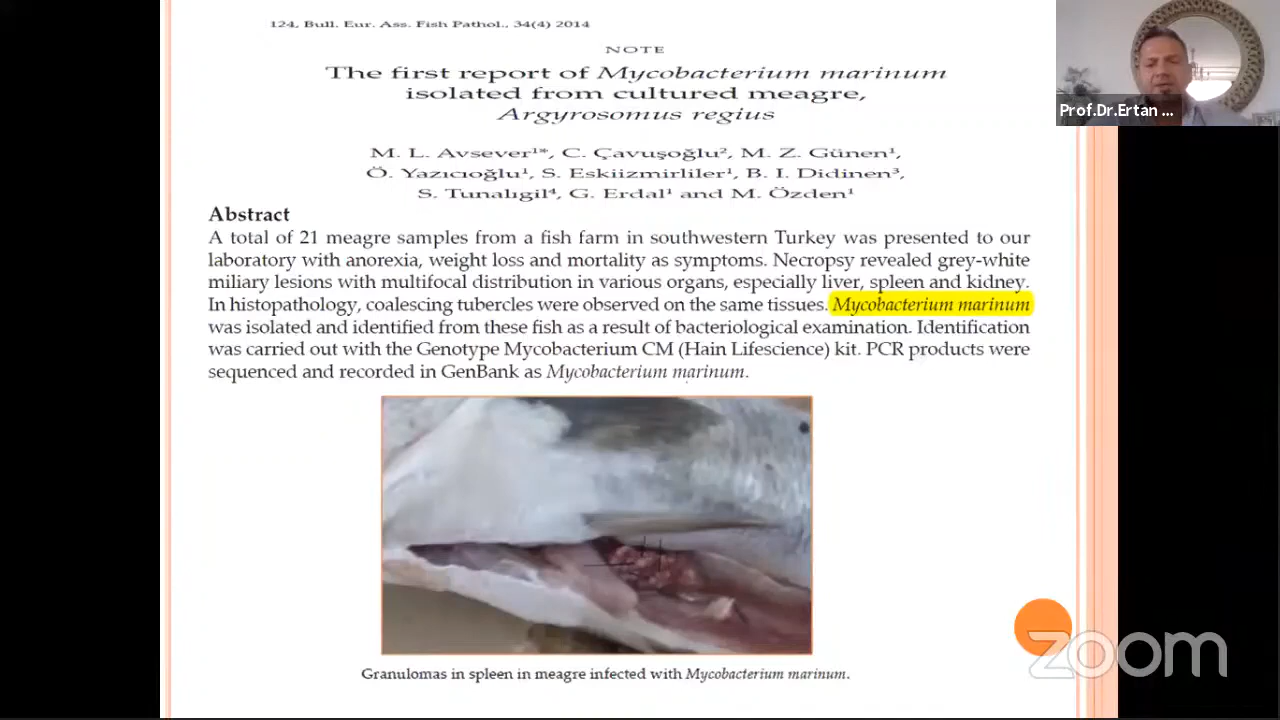 124, Bull. Eur. Ass. Fish Pathol., 34(4) 2014
NOTE
The first report of Mycobacterium marinum
isolated from cultured meagre,
Argyrosomus regius
M. L. Avsever¹*, C. Çavuşoğlu², M. Z. Günen¹,
Ö. Yazıcıoğlu¹, S. Eskiizmirliler¹, B. I. Didinen³,
S. Tunalıgil⁴, G. Erdal¹ and M. Özden¹
Abstract
A total of 21 meagre samples from a fish farm in southwestern Turkey was presented to our
laboratory with anorexia, weight loss and mortality as symptoms. Necropsy revealed grey-white
miliary lesions with multifocal distribution in various organs, especially liver, spleen and kidney.
In histopathology, coalescing tubercles were observed on the same tissues. Mycobacterium marinum
was isolated and identified from these fish as a result of bacteriological examination. Identification
was carried out with the Genotype Mycobacterium CM (Hain Lifescience) kit. PCR products were
sequenced and recorded in GenBank as Mycobacterium marinum.
Granulomas in spleen in meagre infected with Mycobacterium marinum.
Prof.Dr.Ertan ...
zoom